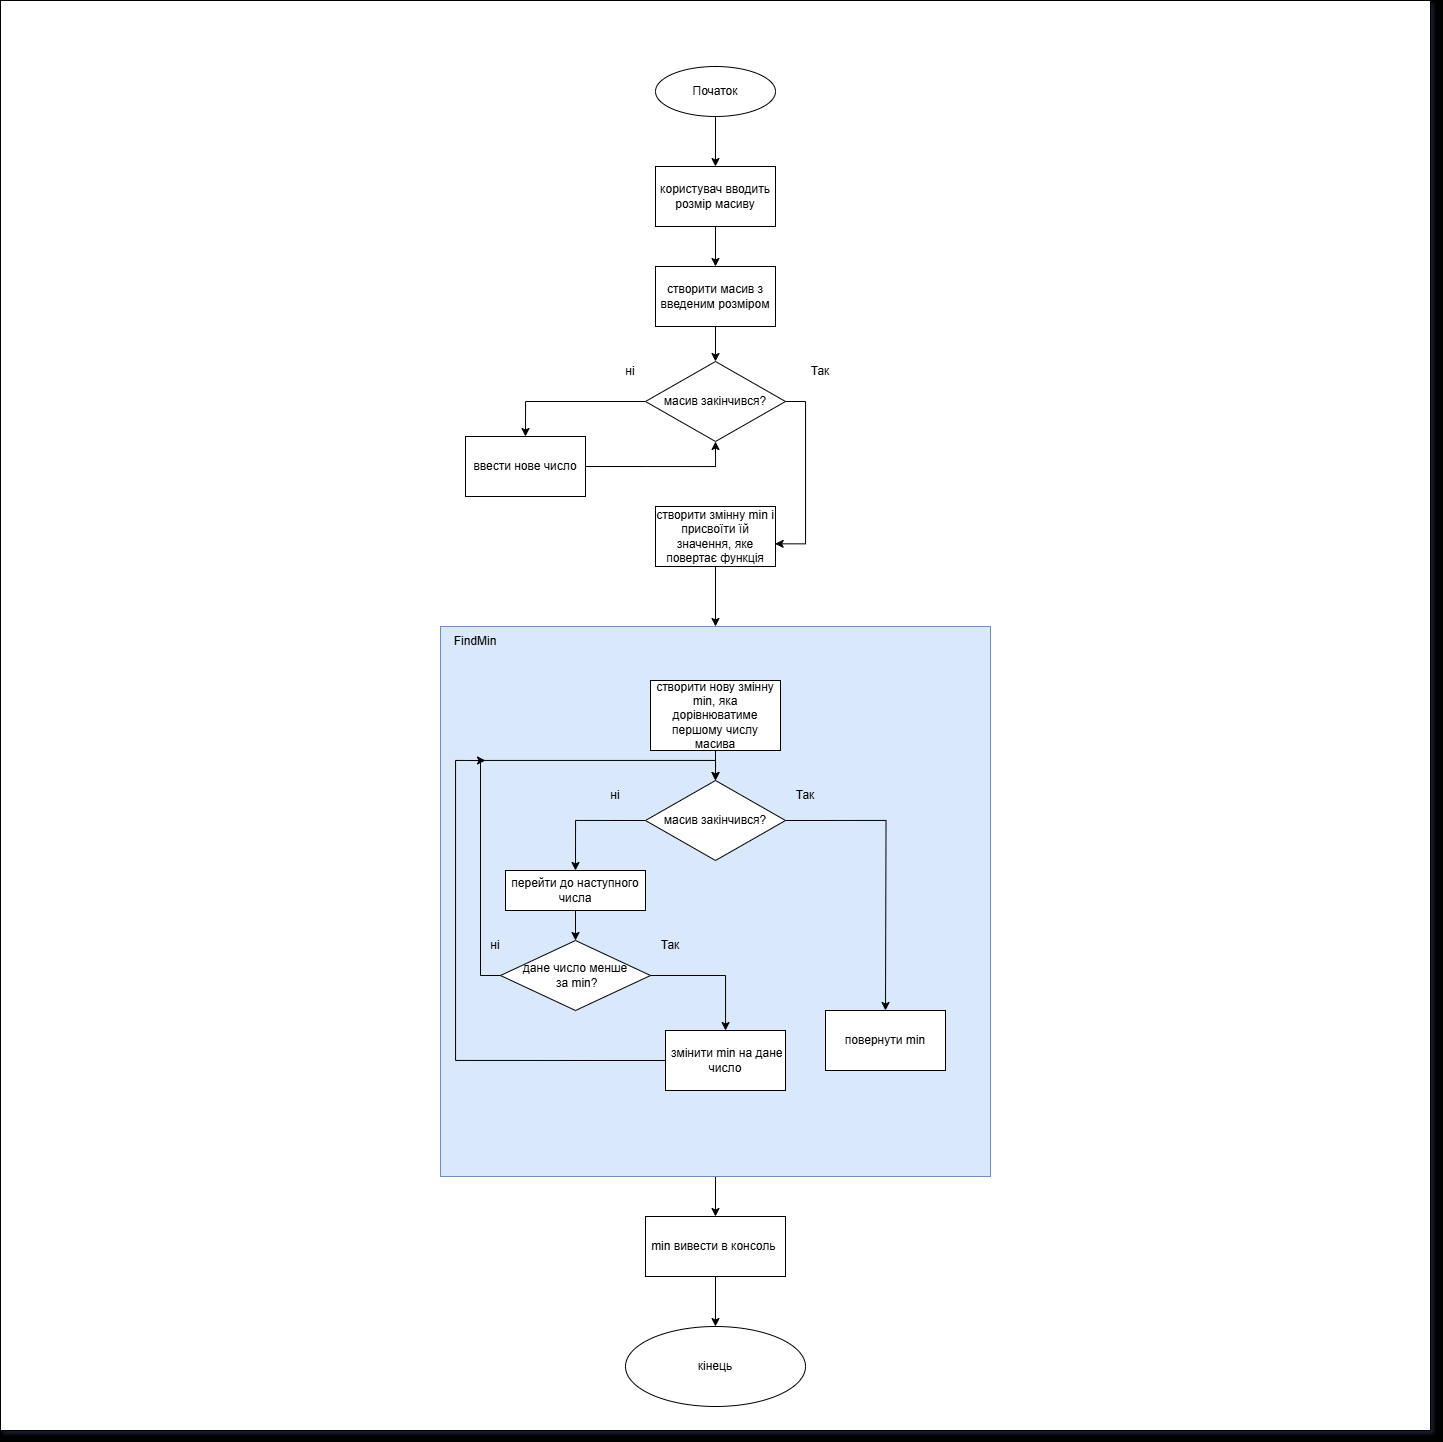 Початок
користувач вводить
розмір масиву
створити масив з
введеним розміром
ні
Так
масив закінчився?
ввести нове число
створити змінну min і
присвоїти їй
значення, яке
повертає функція
FindMin
створити нову змінну
min, яка
дорівнюватиме
першому числу
масива
ні
Так
масив закінчився?
перейти до наступного
числа
ні
Так
дане число менше
за min?
повернути min
змінити min на дане
число
min вивести в консоль
кінець